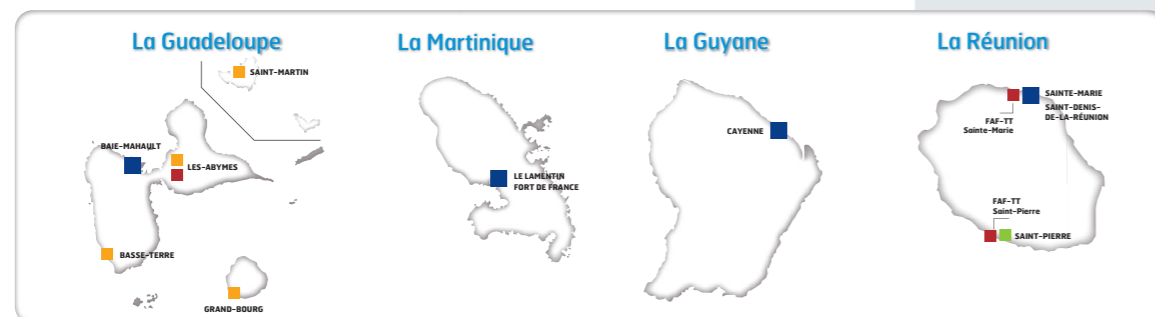 La Guadeloupe
SAINT-MARTIN
BAIE-MAHAULT
LES-ABYMES
BASSE-TERRE
GRAND-BOURG
La Martinique
LE LAMENTIN
FORT DE FRANCE
La Guyane
CAYENNE
La Réunion
SAINTE-MARIE
SAINT-DENIS-
DE-LA-RÉUNION
FAF-TT
Sainte-Marie
FAF-TT
Saint-Pierre
SAINT-PIERRE